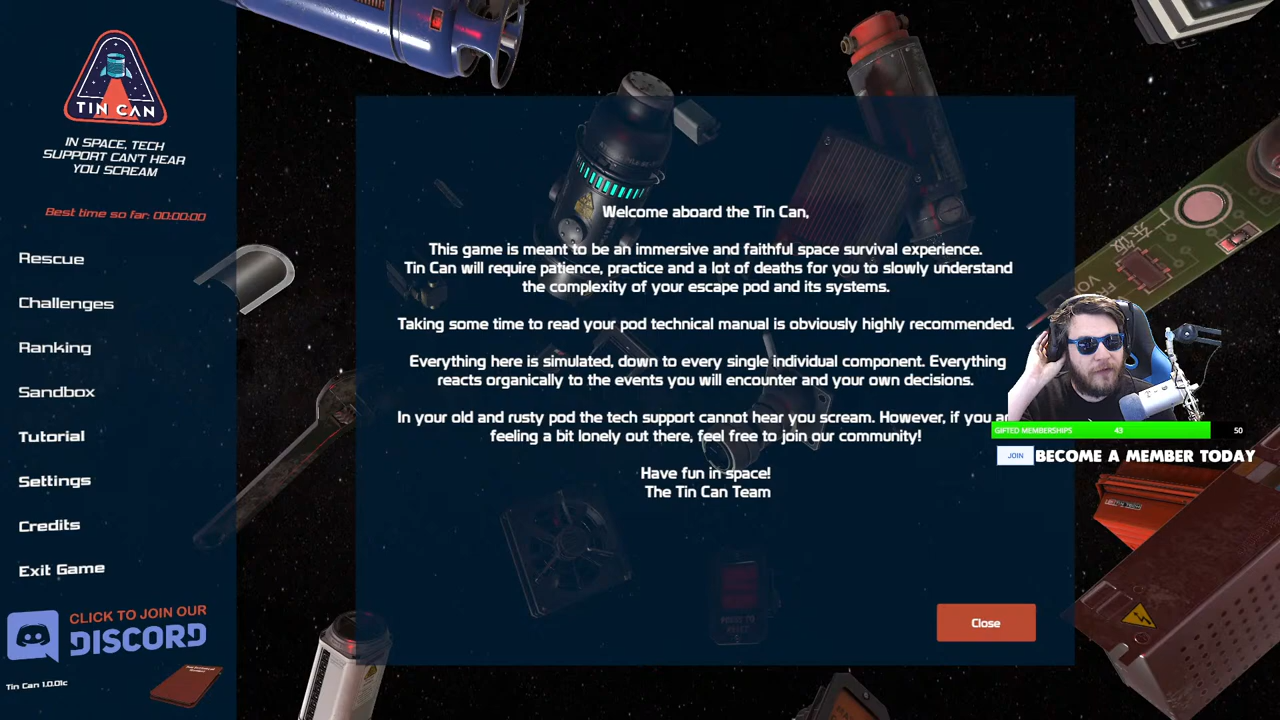 TIN CAN
IN SPACE, TECH
SUPPORT CAN'T HEAR
YOU SCREAM
Best time so far: 00:00:00
Rescue
Challenges
Ranking
Sandbox
Tutorial
Settings
Credits
Exit Game
CLICK TO JOIN OUR
DISCORD
Tin Can 1.0.01c
Welcome aboard the Tin Can,
This game is meant to be an immersive and faithful space survival experience.
Tin Can will require patience, practice and a lot of deaths for you to slowly understand
the complexity of your escape pod and its systems.
Taking some time to read your pod technical manual is obviously highly recommended.
Everything here is simulated, down to every single individual component. Everything
reacts organically to the events you will encounter and your own decisions.
In your old and rusty pod the tech support cannot hear you scream. However, if you
feeling a bit lonely out there, feel free to join our community!
Have fun in space!
The Tin Can Team
Close
GIFTED MEMBERSHIPS 43 50
JOIN BECOME A MEMBER TODAY